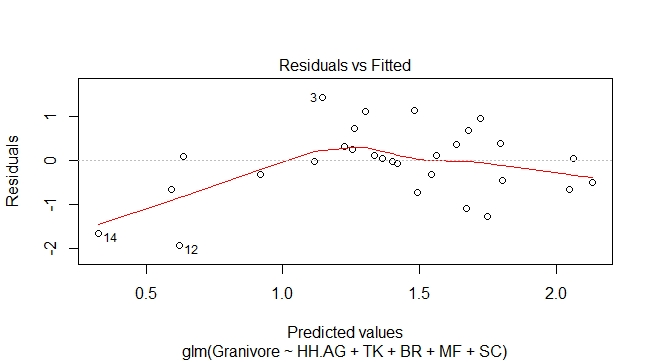 Residuals vs Fitted
Residuals
1
0
-1
-2
3
14
12
0.5 1.0 1.5 2.0
Predicted values
glm(Granivore ~ HH.AG + TK + BR + MF + SC)